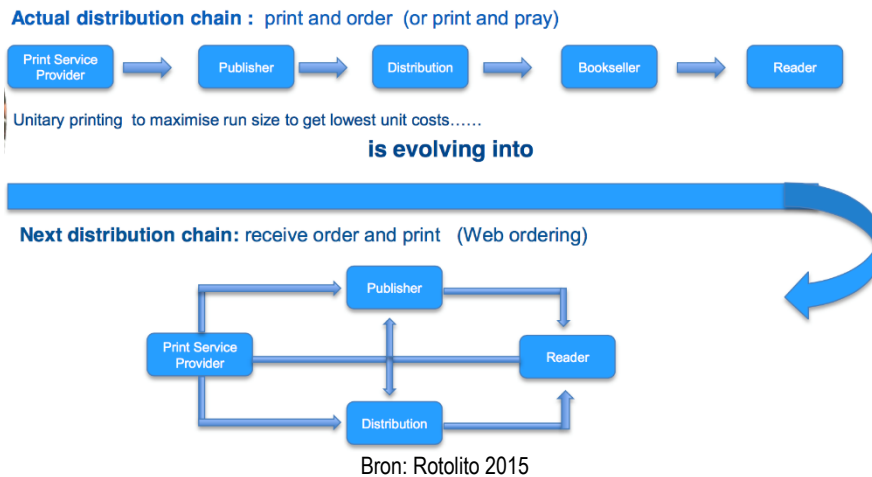 Actual distribution chain : print and order (or print and pray)
Print Service
Provider
Publisher
Distribution
Bookseller
Reader
Unitary printing to maximise run size to get lowest unit costs……
is evolving into
Next distribution chain: receive order and print (Web ordering)
Publisher
Print Service
Provider
Reader
Distribution
Bron: Rotolito 2015